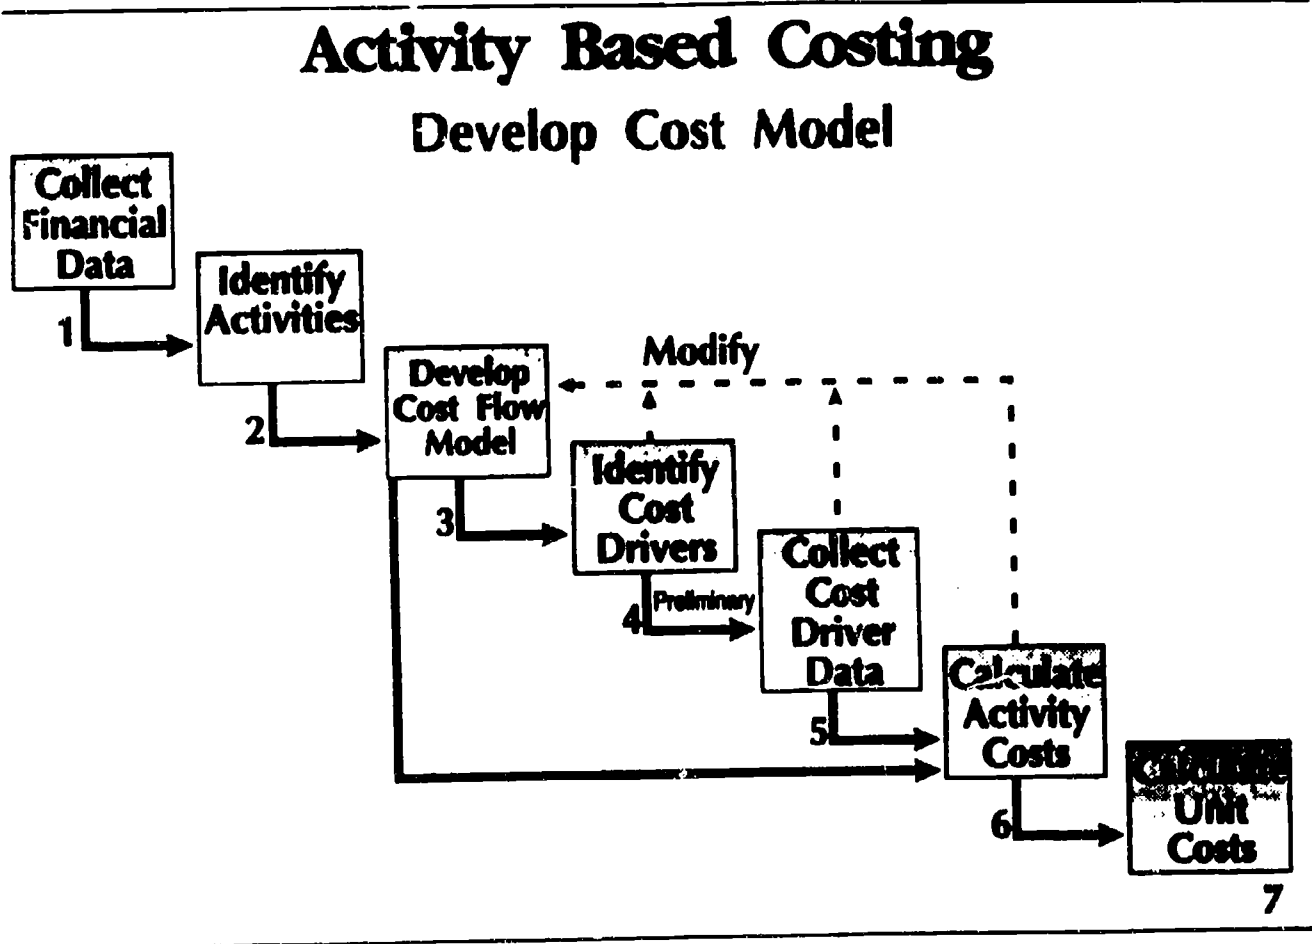 Activity Based Costing
Develop Cost Model
Collect
Financial
Data
1
Identify
Activities
2
Develop
Cost Flow
Model
Modify
3
Identify
Cost
Drivers
4
Preliminary
Collect
Cost
Driver
Data
5
Calculate
Activity
Costs
6
Calculate
Unit
Costs
7